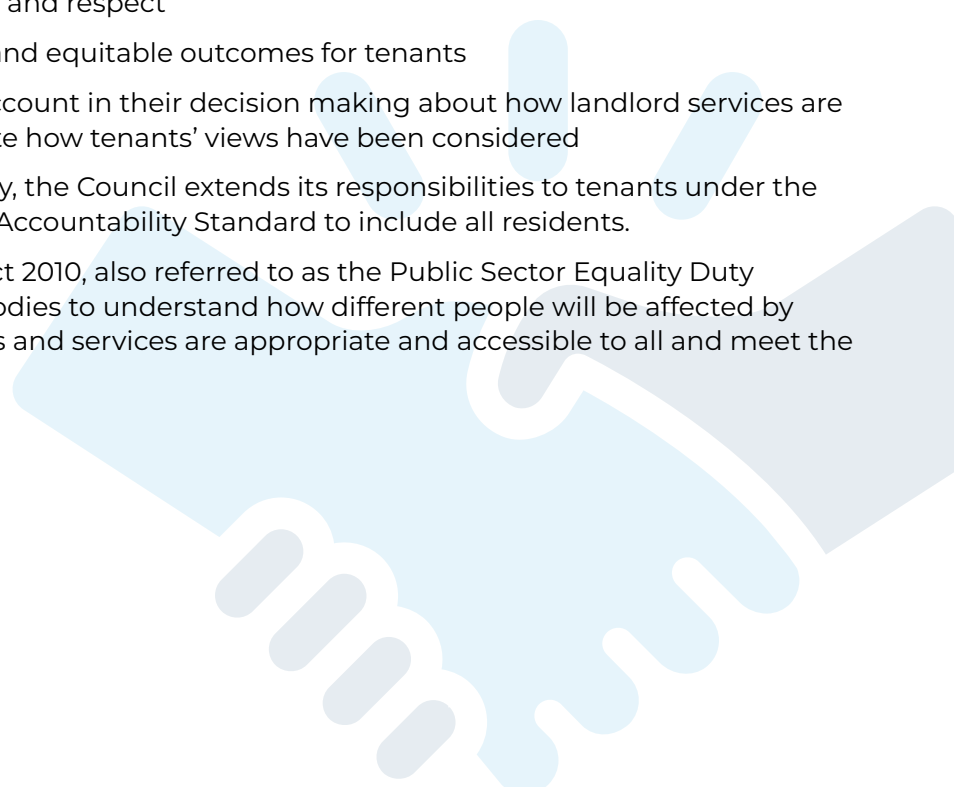 and respect
and equitable outcomes for tenants
ccount in their decision making about how landlord services are
te how tenants’ views have been considered
y, the Council extends its responsibilities to tenants under the
Accountability Standard to include all residents.
ct 2010, also referred to as the Public Sector Equality Duty
odies to understand how different people will be affected by
s and services are appropriate and accessible to all and meet the